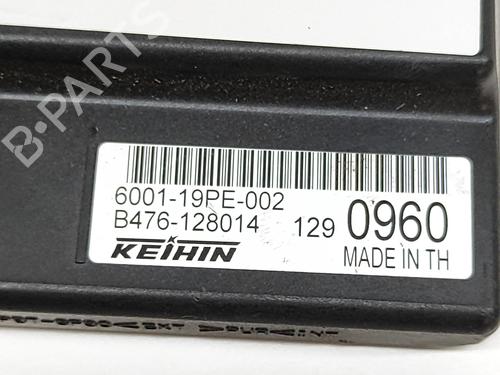 B-PARTS
6001-19PE-002
B476-128014 129 0960
KEIHIN MADE IN TH